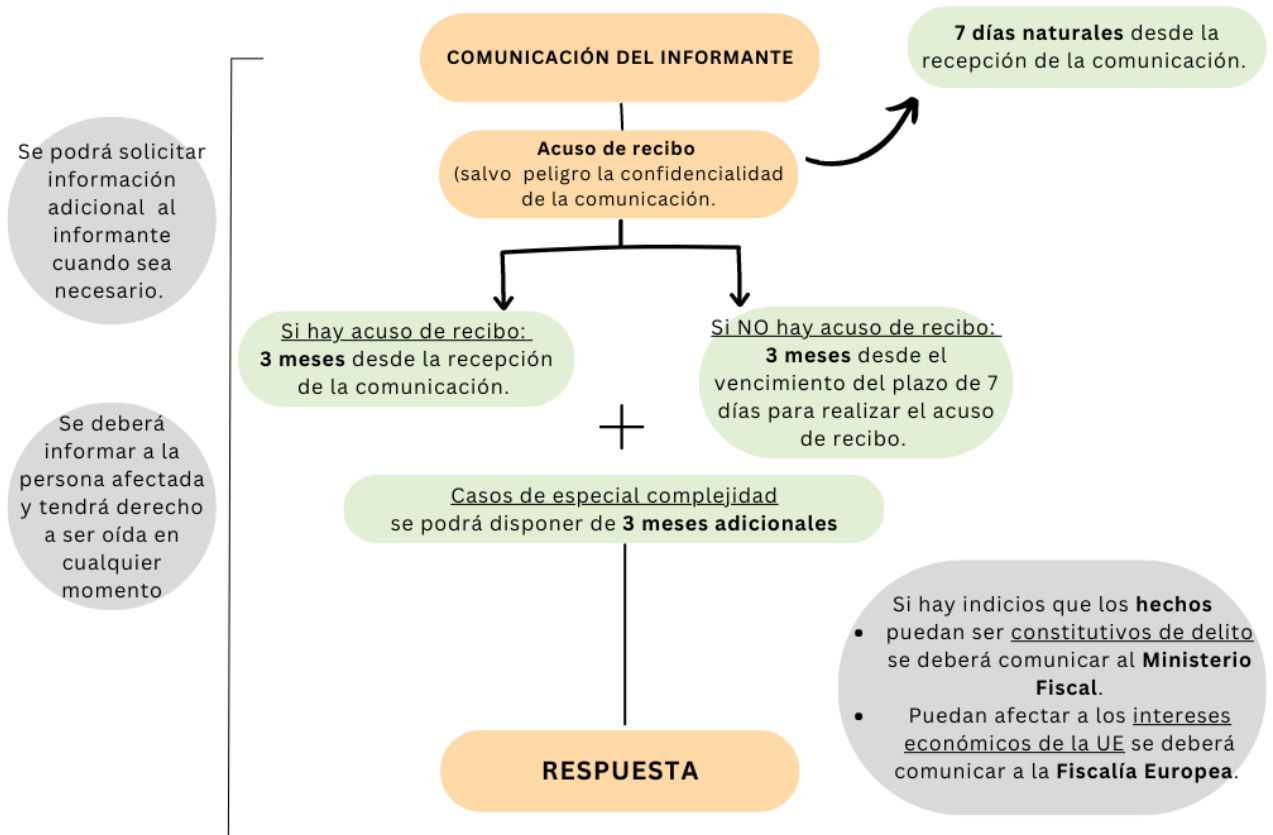 COMUNICACIÓN DEL INFORMANTE
7 días naturales desde la
recepción de la comunicación.
Acuso de recibo
(salvo peligro la confidencialidad
de la comunicación.
Se podrá solicitar
información
adicional al
informante
cuando sea
necesario.
Si hay acuso de recibo:
3 meses desde la recepción
de la comunicación.
Si NO hay acuso de recibo:
3 meses desde el
vencimiento del plazo de 7
días para realizar el acuso
de recibo.
+
Se deberá
informar a la
persona afectada
y tendrá derecho
a ser oída en
cualquier
momento
Casos de especial complejidad
se podrá disponer de 3 meses adicionales
Si hay indicios que los hechos
• puedan ser constitutivos de delito
se deberá comunicar al Ministerio
Fiscal.
• Puedan afectar a los intereses
económicos de la UE se deberá
comunicar a la Fiscalía Europea.
RESPUESTA